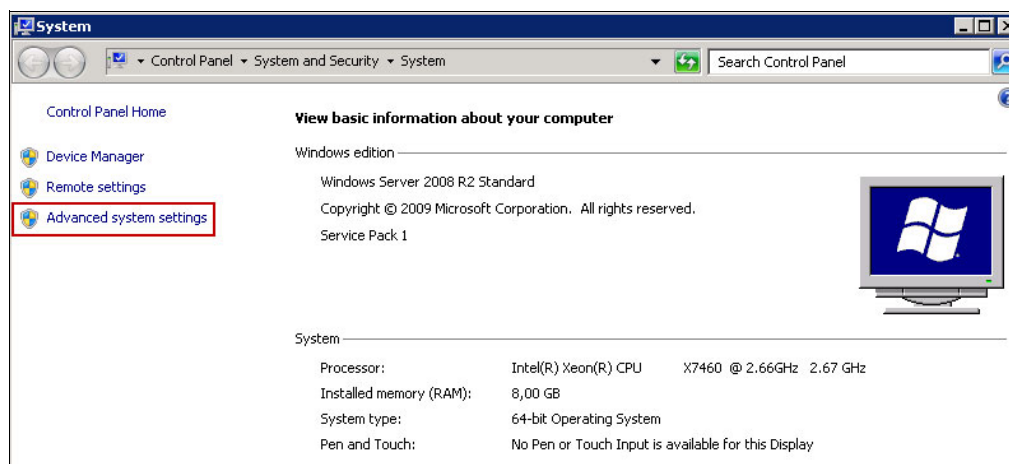 System
Control Panel System and Security System
Search Control Panel
Control Panel Home
Device Manager
Remote settings
Advanced system settings
View basic information about your computer
Windows edition
Windows Server 2008 R2 Standard
Copyright © 2009 Microsoft Corporation. All rights reserved.
Service Pack 1
System
Processor: Intel(R) Xeon(R) CPU X7460 @ 2.66GHz 2.67 GHz
Installed memory (RAM): 8,00 GB
System type: 64-bit Operating System
Pen and Touch: No Pen or Touch Input is available for this Display